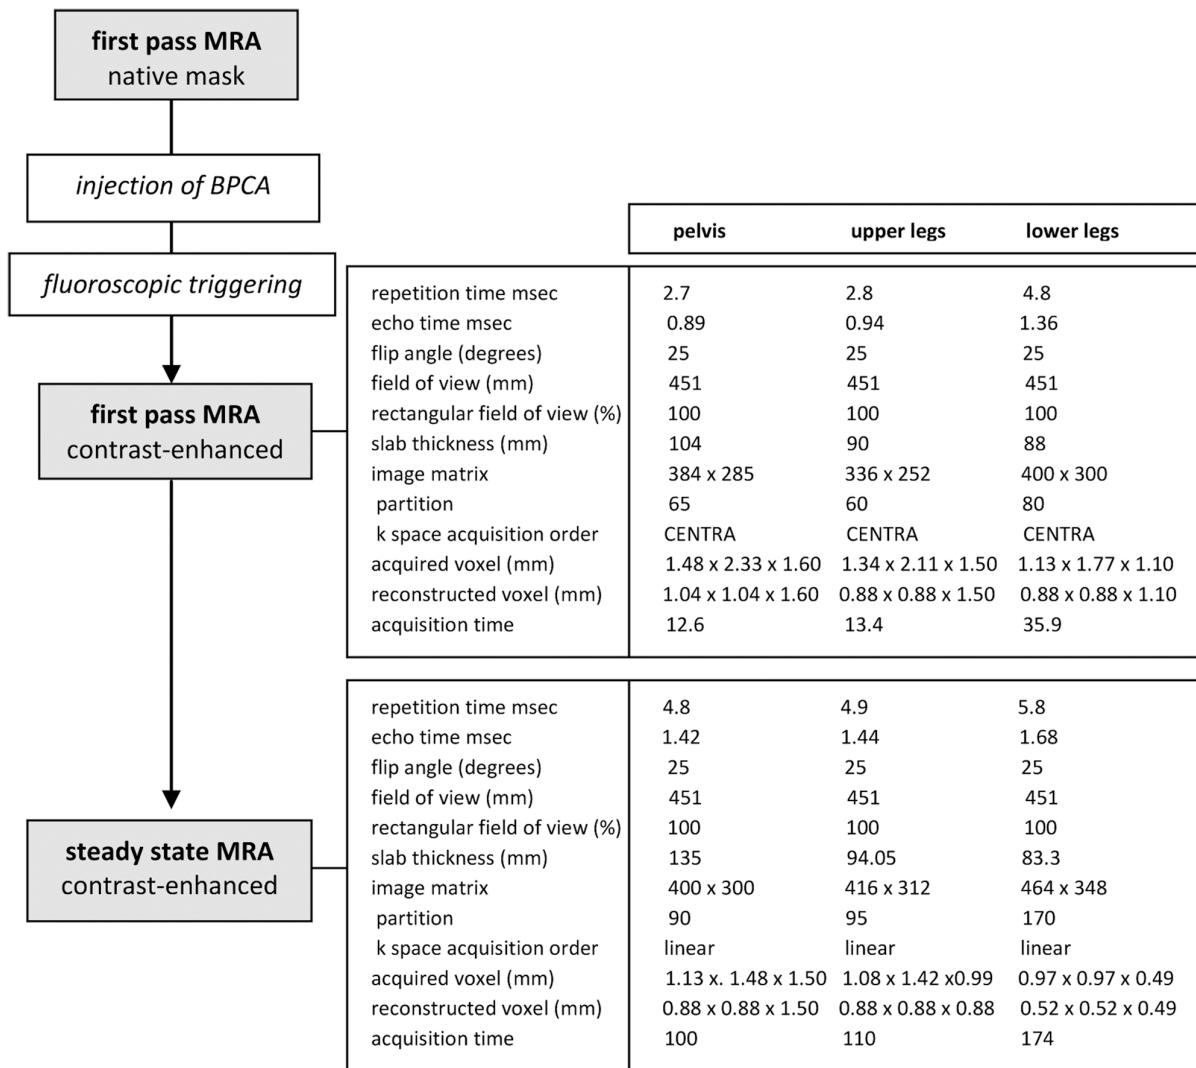 first pass MRA
native mask
injection of BPCA
fluoroscopic triggering
first pass MRA
contrast-enhanced
steady state MRA
contrast-enhanced
pelvis upper legs lower legs
repetition time msec 2.7 2.8 4.8
echo time msec 0.89 0.94 1.36
flip angle (degrees) 25 25 25
field of view (mm) 451 451 451
rectangular field of view (%) 100 100 100
slab thickness (mm) 104 90 88
image matrix 384 x 285 336 x 252 400 x 300
partition 65 60 80
k space acquisition order CENTRA CENTRA CENTRA
acquired voxel (mm) 1.48 x 2.33 x 1.60 1.34 x 2.11 x 1.50 1.13 x 1.77 x 1.10
reconstructed voxel (mm) 1.04 x 1.04 x 1.60 0.88 x 0.88 x 1.50 0.88 x 0.88 x 1.10
acquisition time 12.6 13.4 35.9
repetition time msec 4.8 4.9 5.8
echo time msec 1.42 1.44 1.68
flip angle (degrees) 25 25 25
field of view (mm) 451 451 451
rectangular field of view (%) 100 100 100
slab thickness (mm) 135 94.05 83.3
image matrix 400 x 300 416 x 312 464 x 348
partition 90 95 170
k space acquisition order linear linear linear
acquired voxel (mm) 1.13 x. 1.48 x 1.50 1.08 x 1.42 x0.99 0.97 x 0.97 x 0.49
reconstructed voxel (mm) 0.88 x 0.88 x 1.50 0.88 x 0.88 x 0.88 0.52 x 0.52 x 0.49
acquisition time 100 110 174